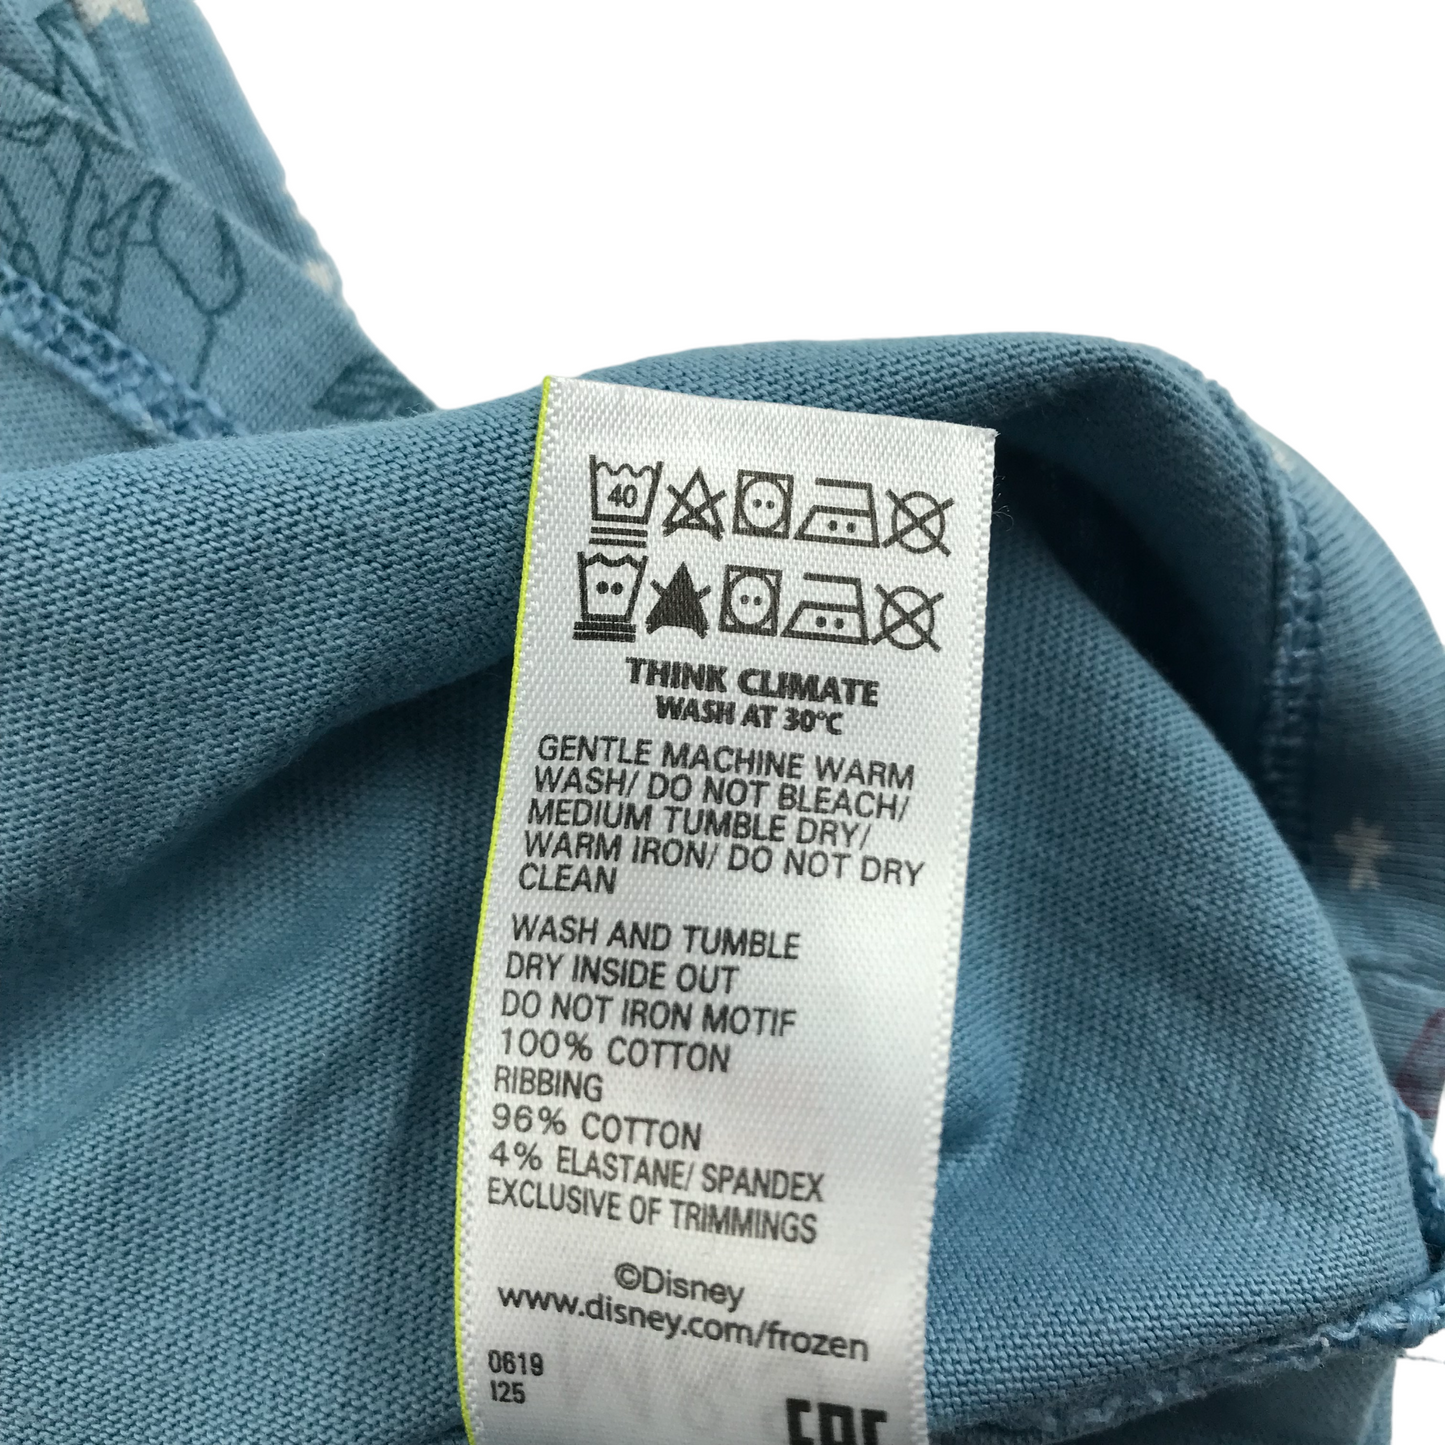 40
THINK CLIMATE
WASH AT 30°C
GENTLE MACHINE WARM
WASH/ DO NOT BLEACH/
MEDIUM TUMBLE DRY/
WARM IRON/ DO NOT DRY
CLEAN
WASH AND TUMBLE
DRY INSIDE OUT
DO NOT IRON MOTIF
100% COTTON
RIBBING
96% COTTON
4% ELASTANE/ SPANDEX
EXCLUSIVE OF TRIMMINGS
©Disney
www.disney.com/frozen
0619
I25